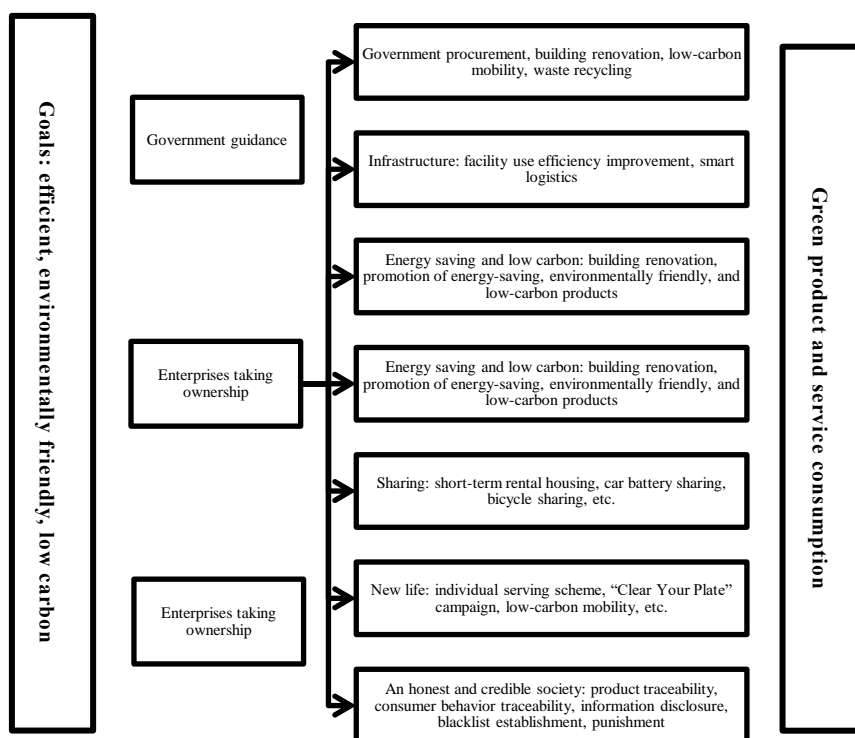 Goals: efficient, environmentally friendly, low carbon
Government guidance
Enterprises taking
ownership
Enterprises taking
ownership
Government procurement, building renovation, low-carbon
mobility, waste recycling
Infrastructure: facility use efficiency improvement, smart
logistics
Energy saving and low carbon: building renovation,
promotion of energy-saving, environmentally friendly, and
low-carbon products
Energy saving and low carbon: building renovation,
promotion of energy-saving, environmentally friendly, and
low-carbon products
Sharing: short-term rental housing, car battery sharing,
bicycle sharing, etc.
New life: individual serving scheme, “Clear Your Plate”
campaign, low-carbon mobility, etc.
An honest and credible society: product traceability,
consumer behavior traceability, information disclosure,
blacklist establishment, punishment
Green product and service consumption